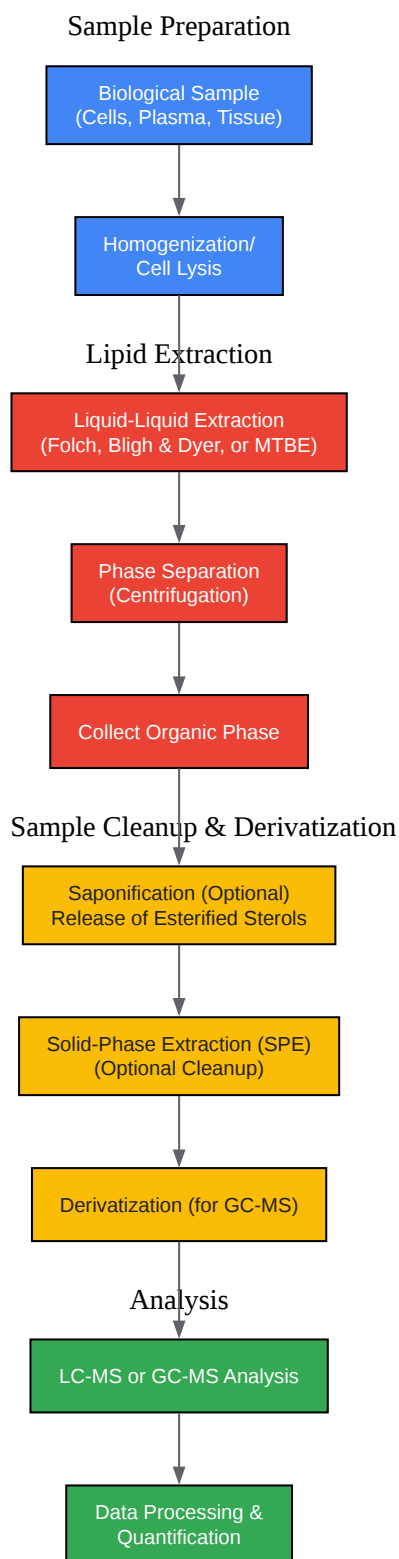 Sample Preparation
Biological Sample
(Cells, Plasma, Tissue)
Homogenization/
Cell Lysis
Lipid Extraction
Liquid-Liquid Extraction
(Folch, Bligh & Dyer, or MTBE)
Phase Separation
(Centrifugation)
Collect Organic Phase
Sample Cleanup & Derivatization
Saponification (Optional)
Release of Esterified Sterols
Solid-Phase Extraction (SPE)
(Optional Cleanup)
Derivatization (for GC-MS)
Analysis
LC-MS or GC-MS Analysis
Data Processing &
Quantification